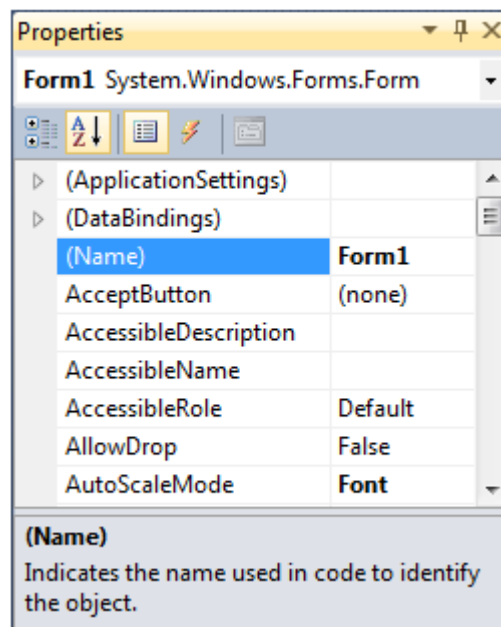 Properties
Form1 System.Windows.Forms.Form
A
Z
(ApplicationSettings)
(DataBindings)
(Name) Form1
AcceptButton (none)
AccessibleDescription
AccessibleName
AccessibleRole Default
AllowDrop False
AutoScaleMode Font
(Name)
Indicates the name used in code to identify
the object.